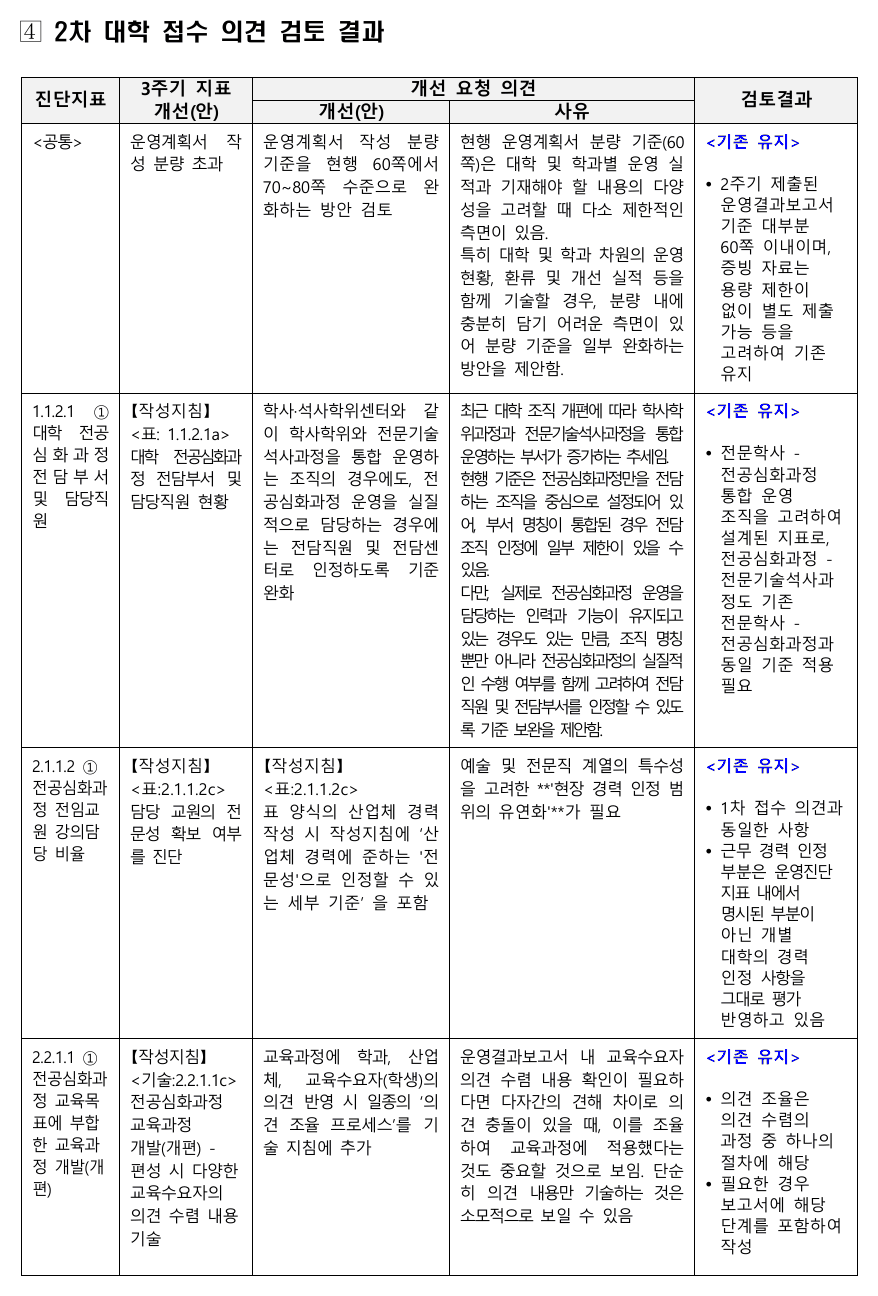 4 2차 대학 접수 의견 검토 결과
진단지표
3주기 지표
개선(안)
개선 요청 의견
개선(안)
사유
검토결과
<공통>
운영계획서 작
성 분량 초과
운영계획서 작성 분량
기준을 현행 60쪽에서
70~80쪽 수준으로 완
화하는 방안 검토
현행 운영계획서 분량 기준(60
쪽)은 대학 및 학과별 운영 실
적과 기재해야 할 내용의 다양
성을 고려할 때 다소 제한적인
측면이 있음.
특히 대학 및 학과 차원의 운영
현황, 환류 및 개선 실적 등을
함께 기술할 경우, 분량 내에
충분히 담기 어려운 측면이 있
어 분량 기준을 일부 완화하는
방안을 제안함.
<기존 유지>
• 2주기 제출된
운영결과보고서
기준 대부분
60쪽 이내이며,
증빙 자료는
용량 제한이
없이 별도 제출
가능 등을
고려하여 기존
유지
1.1.2.1 ①
대학 전공
심화과정
전담부서
및 담당직
원
【작성지침】
<표: 1.1.2.1a>
대학 전공심화과
정 전담부서 및
담당직원 현황
학사·석사학위센터와 같
이 학사학위와 전문기술
석사과정을 통합 운영하
는 조직의 경우에도, 전
공심화과정 운영을 실질
적으로 담당하는 경우에
는 전담직원 및 전담센
터로 인정하도록 기준
완화
최근 대학 조직 개편에 따라 학사학
위과정과 전문기술석사과정을 통합
운영하는 부서가 증가하는 추세임.
현행 기준은 전공심화과정만을 전담
하는 조직을 중심으로 설정되어 있
어, 부서 명칭이 통합된 경우 전담
조직 인정에 일부 제한이 있을 수
있음.
다만, 실제로 전공심화과정 운영을
담당하는 인력과 기능이 유지되고
있는 경우도 있는 만큼, 조직 명칭
뿐만 아니라 전공심화과정의 실질적
인 수행 여부를 함께 고려하여 전담
직원 및 전담부서를 인정할 수 있도
록 기준 보완을 제안함.
<기존 유지>
• 전문학사 -
전공심화과정
통합 운영
조직을 고려하여
설계된 지표로,
전공심화과정 -
전문기술석사과
정도 기존
전문학사 -
전공심화과정과
동일 기준 적용
필요
2.1.1.2 ①
전공심화과
정 전임교
원 강의담
당 비율
【작성지침】
<표:2.1.1.2c>
담당 교원의 전
문성 확보 여부
를 진단
【작성지침】
<표:2.1.1.2c>
표 양식의 산업체 경력
작성 시 작성지침에 ‘산
업체 경력에 준하는 '전
문성'으로 인정할 수 있
는 세부 기준’ 을 포함
예술 및 전문직 계열의 특수성
을 고려한 **'현장 경력 인정 범
위의 유연화'**가 필요
<기존 유지>
• 1차 접수 의견과
동일한 사항
• 근무 경력 인정
부분은 운영진단
지표 내에서
명시된 부분이
아닌 개별
대학의 경력
인정 사항을
그대로 평가
반영하고 있음
2.2.1.1 ①
전공심화과
정 교육목
표에 부합
한 교육과
정 개발(개
편)
【작성지침】
<기술:2.2.1.1c>
전공심화과정
교육과정
개발(개편) -
편성 시 다양한
교육수요자의
의견 수렴 내용
기술
교육과정에 학과, 산업
체, 교육수요자(학생)의
의견 반영 시 일종의 ‘의
견 조율 프로세스’를 기
술 지침에 추가
운영결과보고서 내 교육수요자
의견 수렴 내용 확인이 필요하
다면 다자간의 견해 차이로 의
견 충돌이 있을 때, 이를 조율
하여 교육과정에 적용했다는
것도 중요할 것으로 보임. 단순
히 의견 내용만 기술하는 것은
소모적으로 보일 수 있음
<기존 유지>
• 의견 조율은
의견 수렴의
과정 중 하나의
절차에 해당
• 필요한 경우
보고서에 해당
단계를 포함하여
작성